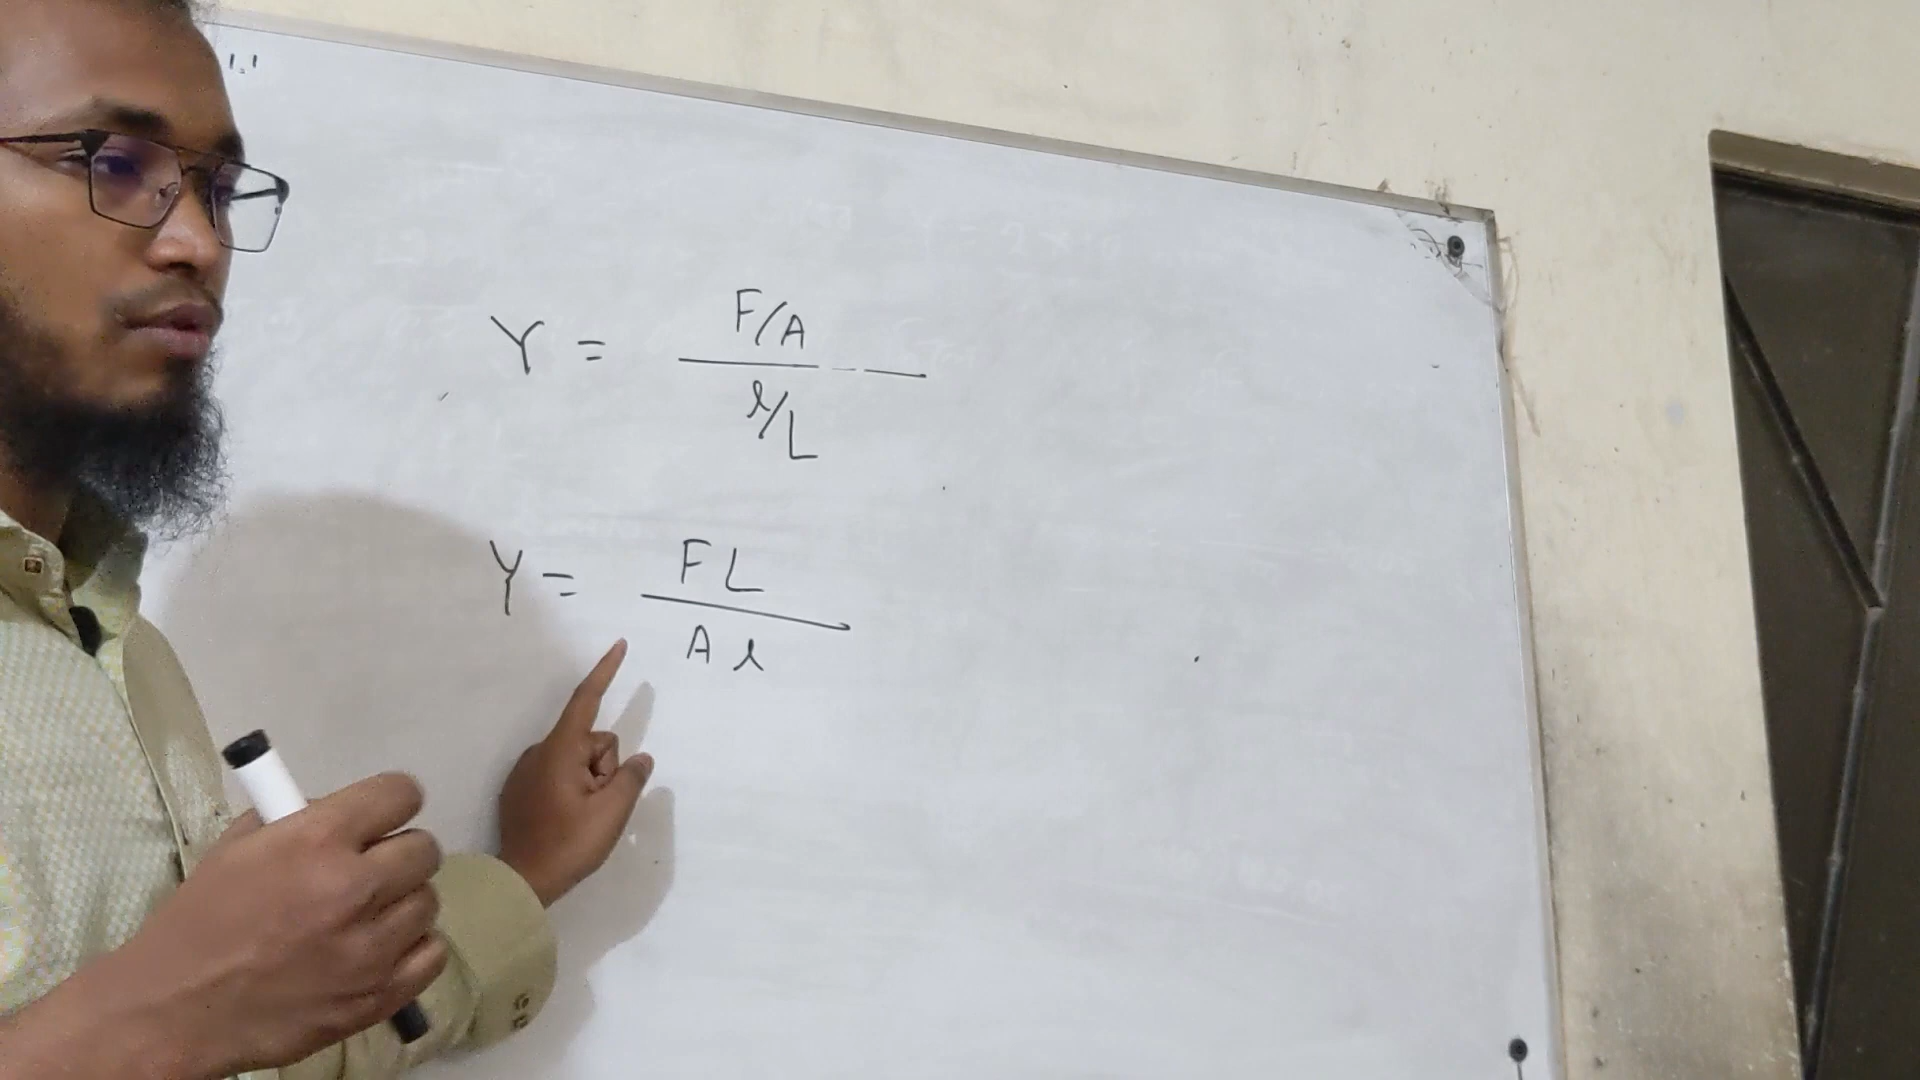 Y = F/A
l/L
Y = FL
Al